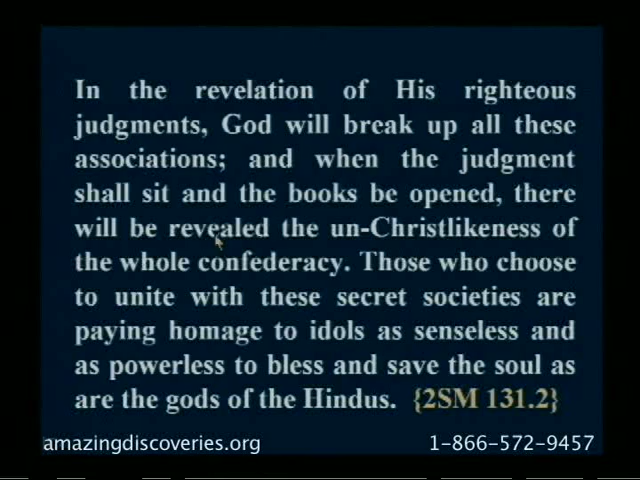 In the revelation of His righteous
judgments, God will break up all these
associations; and when the judgment
shall sit and the books be opened, there
will be revealed the un-Christlikeness of
the whole confederacy. Those who choose
to unite with these secret societies are
paying homage to idols as senseless and
as powerless to bless and save the soul as
are the gods of the Hindus. {2SM 131.2}
amazingdiscoveries.org 1-866-572-9457